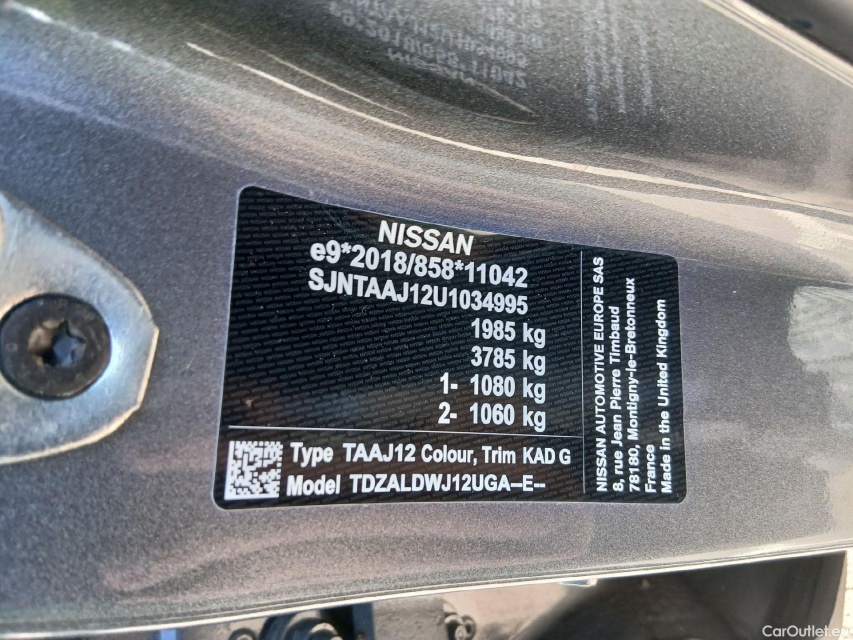 NISSAN
e9*2018/858*11042
SJNTAAJ12U1034995
1985 kg
3785 kg
1- 1080 kg
2- 1060 kg
Type TAAJ12 Colour, Trim KAD G
Model TDZALDWJ12UGA--E--
NISSAN AUTOMOTIVE EUROPE SAS
8, rue Jean Pierre Timbaud
78180, Montigny-le-Bretonneux
France
Made in the United Kingdom